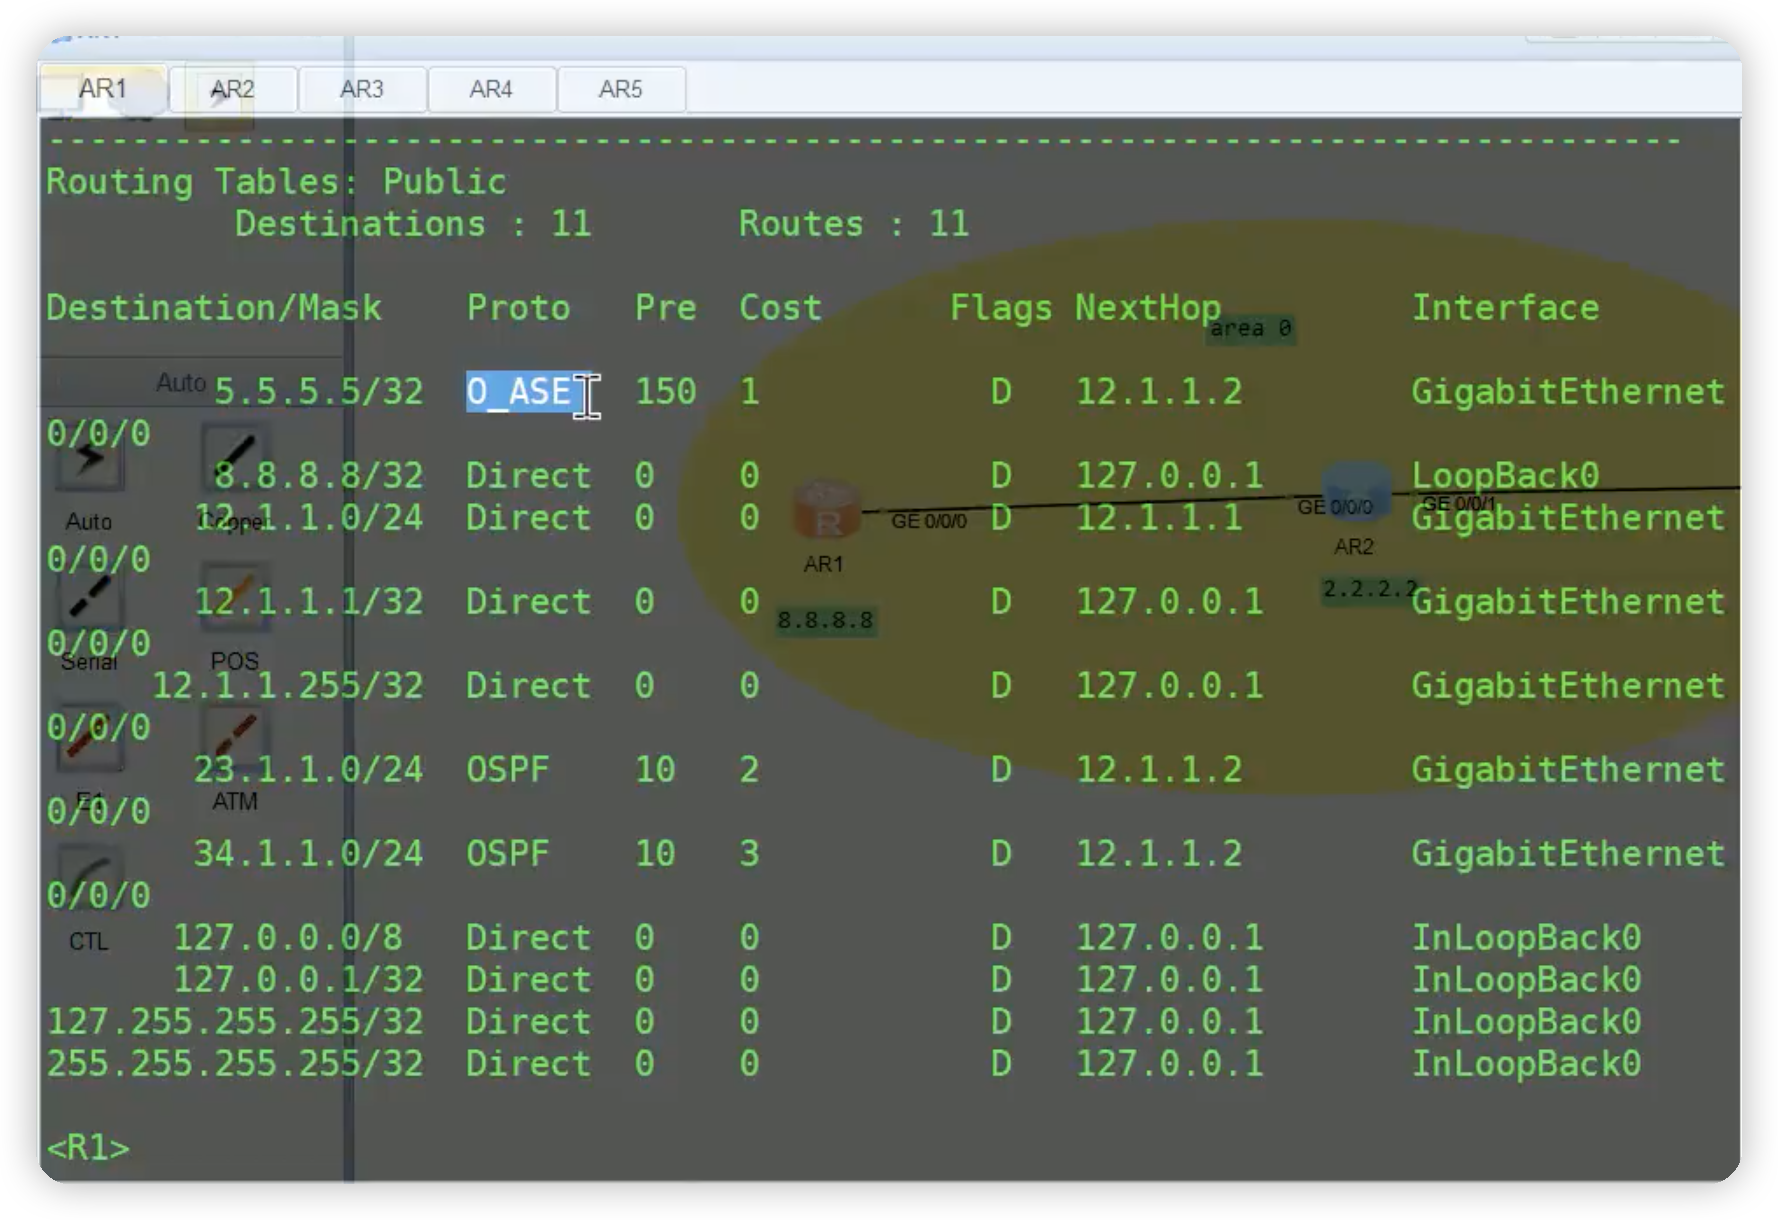 AR1 AR2 AR3 AR4 AR5
--------------------------------------------------------------------------------
Routing Tables: Public
Destinations : 11 Routes : 11
Destination/Mask Proto Pre Cost Flags NextHop Interface
area 0
Auto
5.5.5.5/32 O_ASE 150 1 D 12.1.1.2 GigabitEthernet
0/0/0
8.8.8.8/32 Direct 0 0 D 127.0.0.1 LoopBack0
R
GE 0/0/0 GE 0/0/0 GE 0/0/1
Auto Copper
12.1.1.0/24 Direct 0 0 D 12.1.1.1 GigabitEthernet
AR2
0/0/0
AR1
2.2.2.2
12.1.1.1/32 Direct 0 0 D 127.0.0.1 GigabitEthernet
8.8.8.8
0/0/0
Serial POS
12.1.1.255/32 Direct 0 0 D 127.0.0.1 GigabitEthernet
0/0/0
23.1.1.0/24 OSPF 10 2 D 12.1.1.2 GigabitEthernet
E1 ATM
0/0/0
34.1.1.0/24 OSPF 10 3 D 12.1.1.2 GigabitEthernet
0/0/0
CTL
127.0.0.0/8 Direct 0 0 D 127.0.0.1 InLoopBack0
127.0.0.1/32 Direct 0 0 D 127.0.0.1 InLoopBack0
127.255.255.255/32 Direct 0 0 D 127.0.0.1 InLoopBack0
255.255.255.255/32 Direct 0 0 D 127.0.0.1 InLoopBack0
<R1>